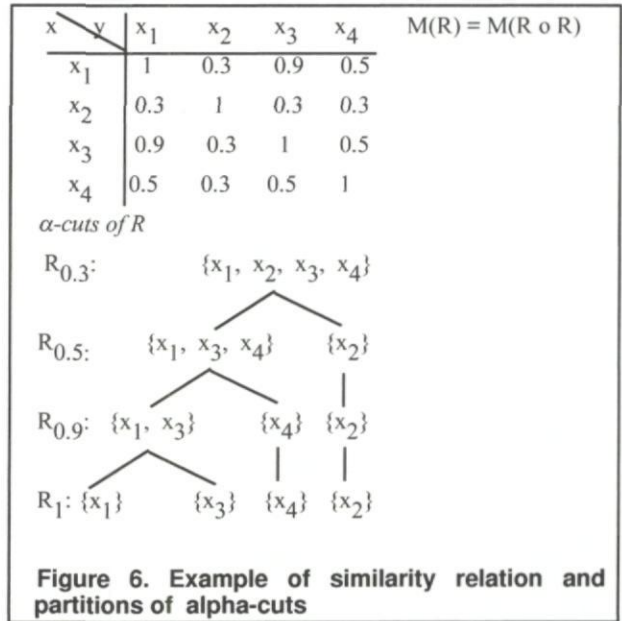 x y x1 x2 x3 x4 M(R) = M(R o R)
x1 1 0.3 0.9 0.5
x2 0.3 1 0.3 0.3
x3 0.9 0.3 1 0.5
x4 0.5 0.3 0.5 1
α-cuts of R
R0.3: {x1, x2, x3, x4}
R0.5: {x1, x3, x4} {x2}
R0.9: {x1, x3} {x4} {x2}
R1: {x1} {x3} {x4} {x2}
Figure 6. Example of similarity relation and
partitions of alpha-cuts